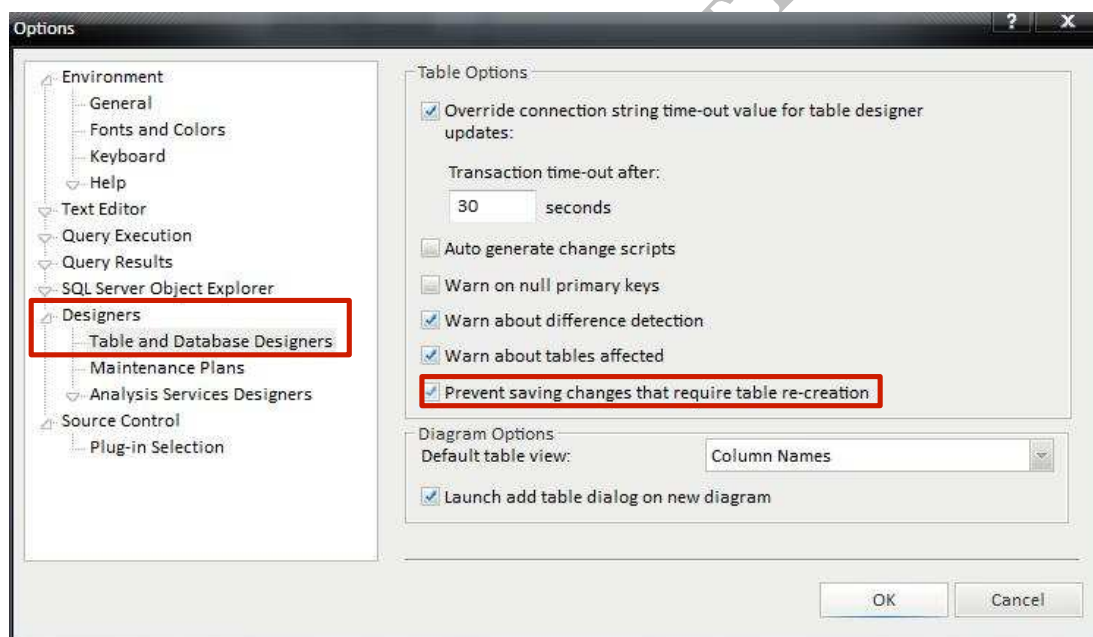 Options
? X
Environment
General
Fonts and Colors
Keyboard
Help
Text Editor
Query Execution
Query Results
SQL Server Object Explorer
Designers
Table and Database Designers
Maintenance Plans
Analysis Services Designers
Source Control
Plug-in Selection
Table Options
Override connection string time-out value for table designer
updates:
Transaction time-out after:
30 seconds
Auto generate change scripts
Warn on null primary keys
Warn about difference detection
Warn about tables affected
Prevent saving changes that require table re-creation
Diagram Options
Default table view: Column Names
Launch add table dialog on new diagram
OK Cancel